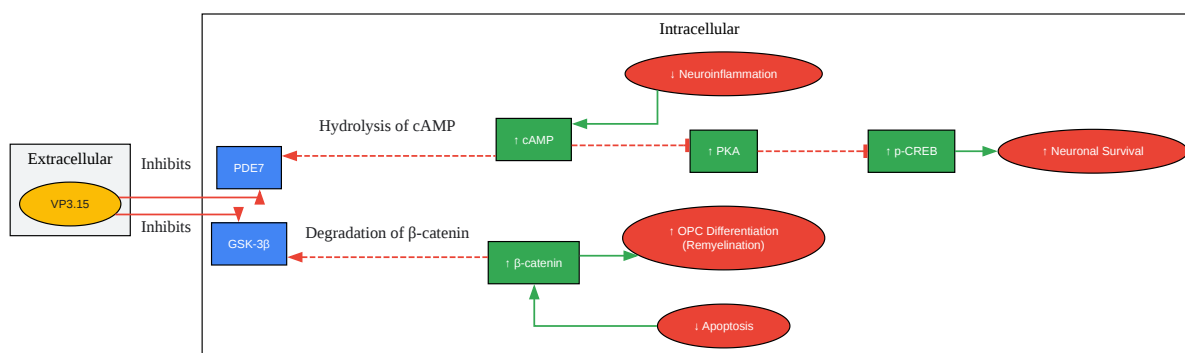 Intracellular
↓ Neuroinflammation
Hydrolysis of cAMP
↑ cAMP
↑ PKA
↑ p-CREB
↑ Neuronal Survival
Extracellular
Inhibits
PDE7
VP3.15
Inhibits
GSK-3β
Degradation of β-catenin
↑ β-catenin
↑ OPC Differentiation
(Remyelination)
↓ Apoptosis